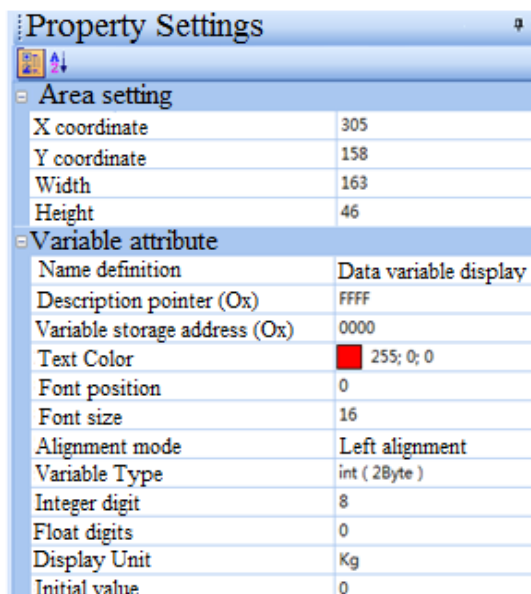 Property Settings
Area setting
X coordinate 305
Y coordinate 158
Width 163
Height 46
Variable attribute
Name definition Data variable display
Description pointer (Ox) FFFF
Variable storage address (Ox) 0000
Text Color 255; 0; 0
Font position 0
Font size 16
Alignment mode Left alignment
Variable Type int ( 2Byte )
Integer digit 8
Float digits 0
Display Unit Kg
Initial value 0